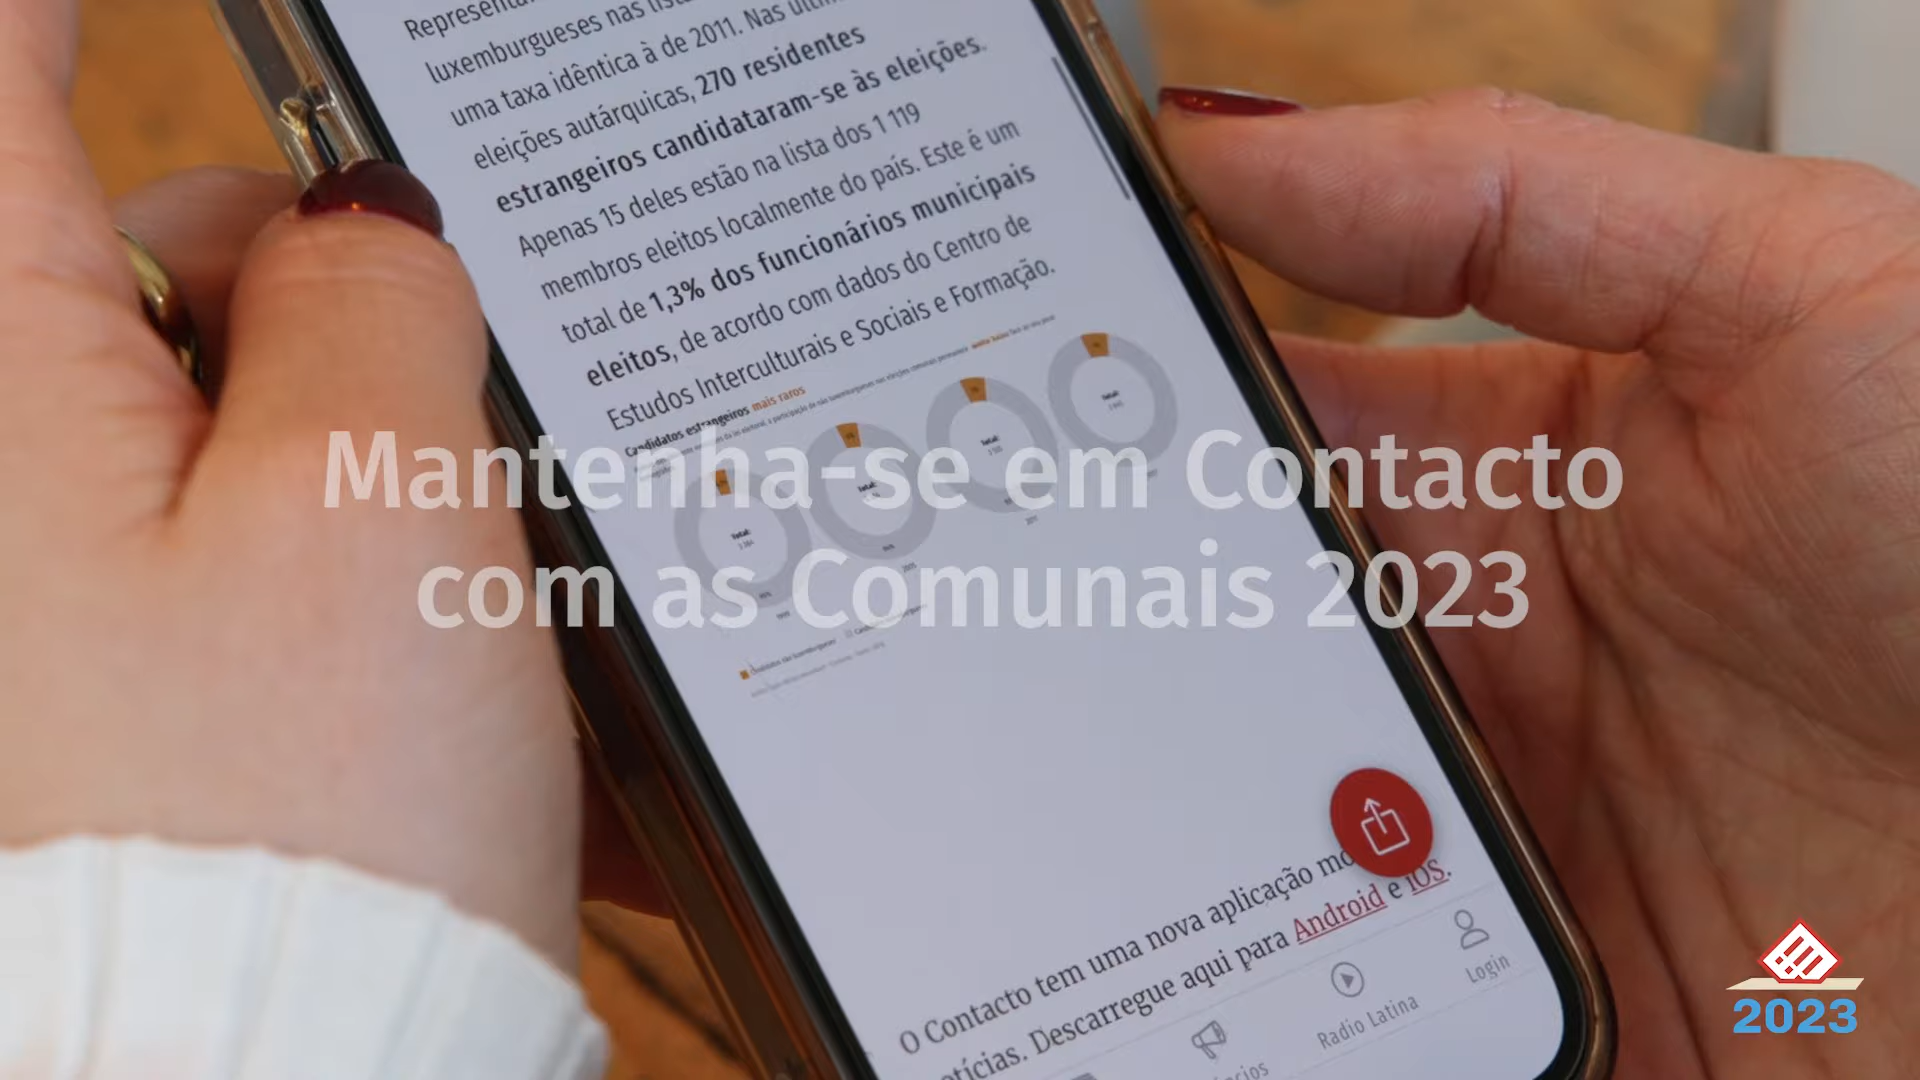 luxemburgueses nas
uma taxa idêntica à de 2011. Nas
eleições autárquicas, 270 residentes
estrangeiros candidataram-se às eleições.
Apenas 15 deles estão na lista dos 1 119
membros eleitos localmente do país. Este é um
total de 1,3% dos funcionários municipais
eleitos, de acordo com dados do Centro de
Estudos Interculturais e Sociais e Formação.
Candidatos estrangeiros mais raros
Total:
Total:
Total:
Total:
Mantenha-se em Contacto
com as Comunais 2023
O Contacto tem uma nova aplicação
Descarregue aqui para Android e iOS.
Radio Latina
Login
2023